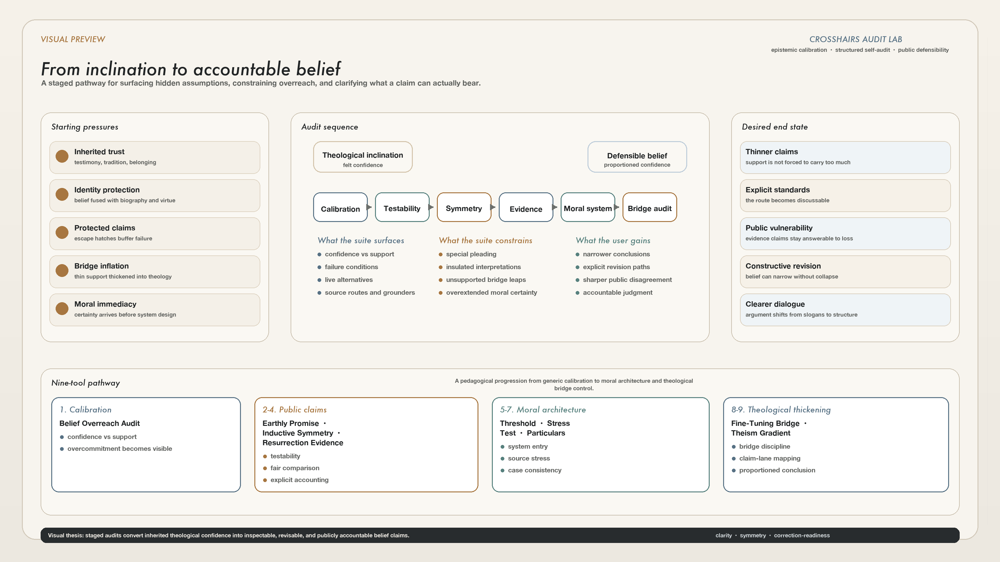 VISUAL PREVIEW
CROSSHAIRS AUDIT LAB
epistemic calibration • structured self-audit • public defensibility
From inclination to accountable belief
A staged pathway for surfacing hidden assumptions, constraining overreach, and clarifying what a claim can actually bear.
Starting pressures
Inherited trust
testimony, tradition, belonging
Identity protection
belief fused with biography and virtue
Protected claims
escape hatches buffer failure
Bridge inflation
thin support thickened into theology
Moral immediacy
certainty arrives before system design
Audit sequence
Theological inclination
felt confidence
Defensible belief
proportioned confidence
Calibration
Testability
Symmetry
Evidence
Moral system
Bridge audit
What the suite surfaces
confidence vs support
failure conditions
live alternatives
source routes and grounders
What the suite constrains
special pleading
insulated interpretations
unsupported bridge leaps
overextended moral certainty
What the user gains
narrower conclusions
explicit revision paths
sharper public disagreement
accountable judgment
Desired end state
Thinner claims
support is not forced to carry too much
Explicit standards
the route becomes discussable
Public vulnerability
evidence claims stay answerable to loss
Constructive revision
belief can narrow without collapse
Clearer dialogue
argument shifts from slogans to structure
Nine-tool pathway
A pedagogical progression from generic calibration to moral architecture and theological
bridge control.
1. Calibration
Belief Overreach Audit
confidence vs support
overcommitment becomes visible
2-4. Public claims
Earthly Promise •
Inductive Symmetry •
Resurrection Evidence
testability
fair comparison
explicit accounting
5-7. Moral architecture
Threshold • Stress
Test • Particulars
system entry
source stress
case consistency
8-9. Theological thickening
Fine-Tuning Bridge •
Theism Gradient
bridge discipline
claim-lane mapping
proportioned conclusion
Visual thesis: staged audits convert inherited theological confidence into inspectable, revisable, and publicly accountable belief claims.
clarity • symmetry • correction-readiness